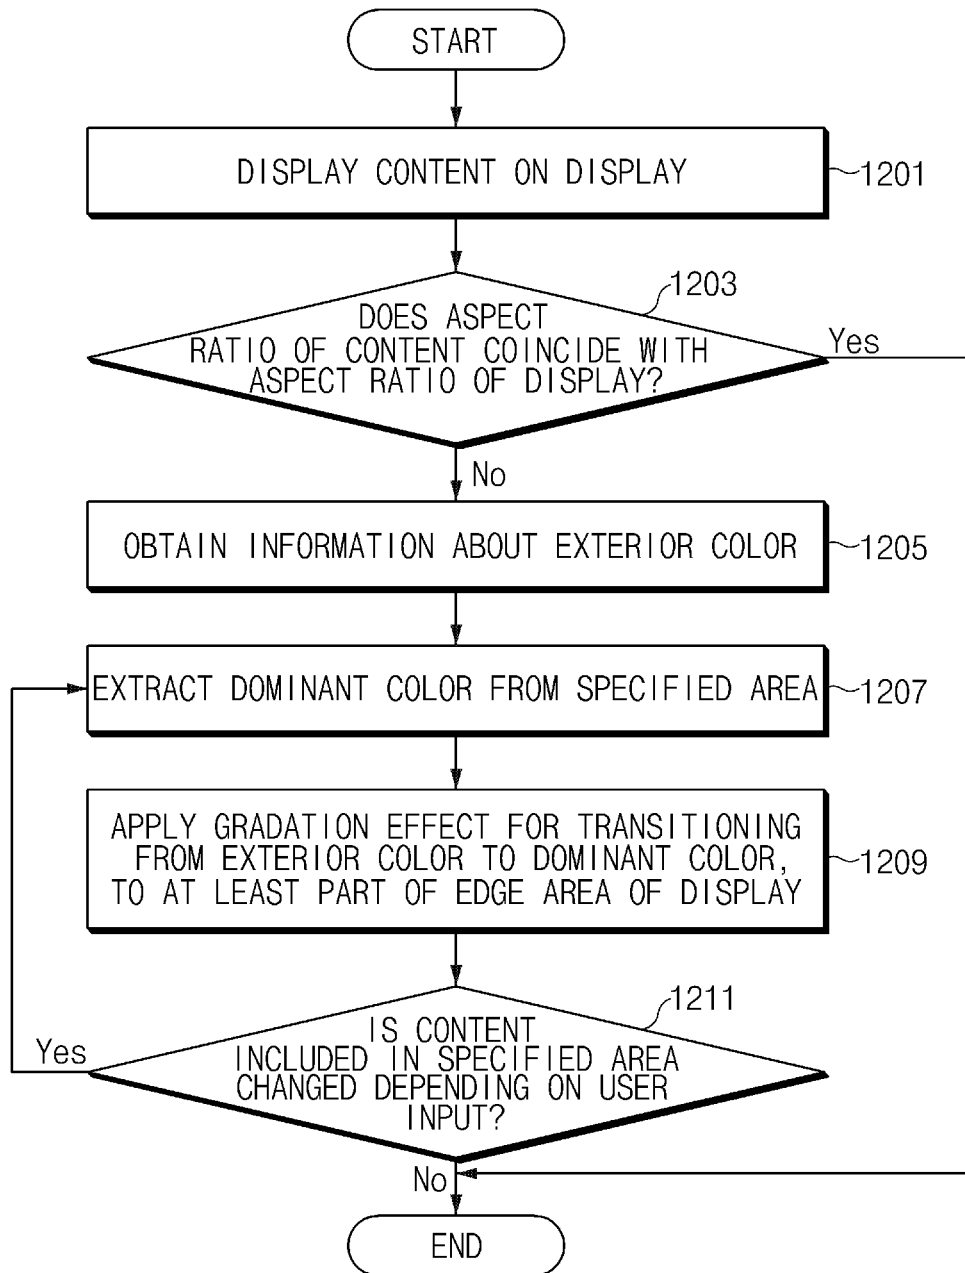 START
DISPLAY CONTENT ON DISPLAY
1201
1203
DOES ASPECT
RATIO OF CONTENT COINCIDE WITH
ASPECT RATIO OF DISPLAY?
Yes
No
OBTAIN INFORMATION ABOUT EXTERIOR COLOR
1205
EXTRACT DOMINANT COLOR FROM SPECIFIED AREA
1207
APPLY GRADATION EFFECT FOR TRANSITIONING
FROM EXTERIOR COLOR TO DOMINANT COLOR,
TO AT LEAST PART OF EDGE AREA OF DISPLAY
1209
1211
IS CONTENT
INCLUDED IN SPECIFIED AREA
CHANGED DEPENDING ON USER
INPUT?
Yes
No
END